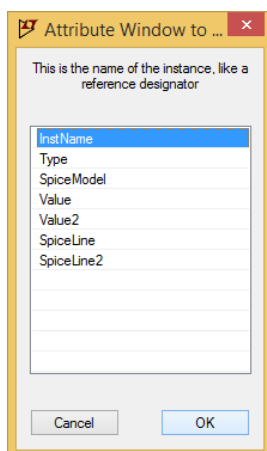 Attribute Window to ...
This is the name of the instance, like a
reference designator
InstName
Type
SpiceModel
Value
Value2
SpiceLine
SpiceLine2
Cancel
OK